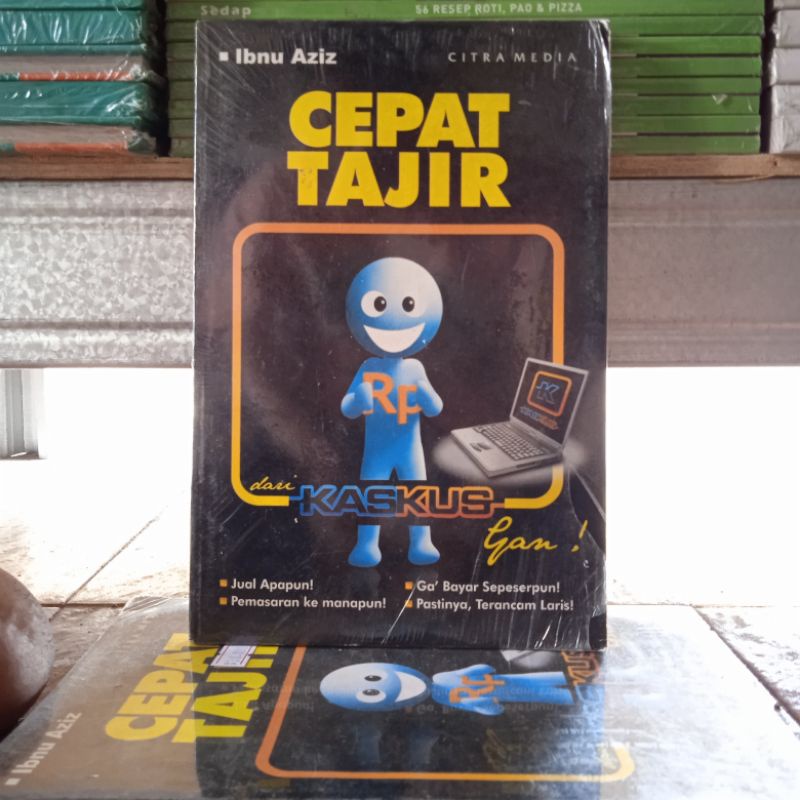 Sedap
56 RESEP ROTI, PAO & PIZZA
Ibnu Aziz
CITRA MEDIA
CEPAT
TAJIR
Rp
K
dari
KASKUS
Gan!
Jual Apapun!
Pemasaran ke manapun!
Ga' Bayar Sepeserpun!
Pastinya, Terancam Laris!
CEPAT
TAJIR
Ibnu Aziz
Rp